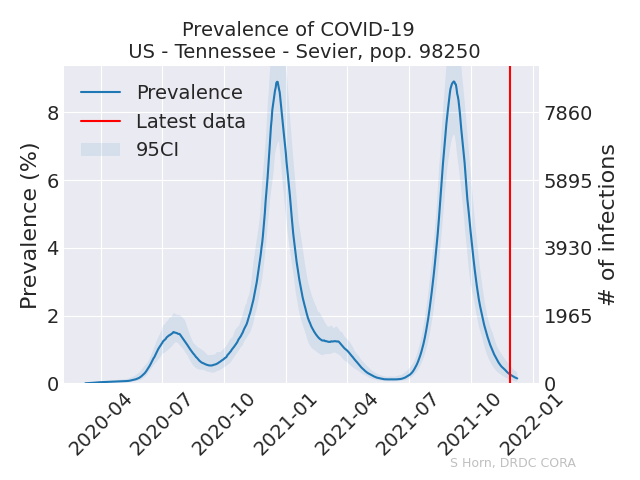 Prevalence of COVID-19
US - Tennessee - Sevier, pop. 98250
Prevalence
Latest data
95CI
Prevalence (%)
8
6
4
2
0
7860
5895
3930
1965
0
# of infections
2020-04
2020-07
2020-10
2021-01
2021-04
2021-07
2021-10
2022-01
S Horn, DRDC CORA